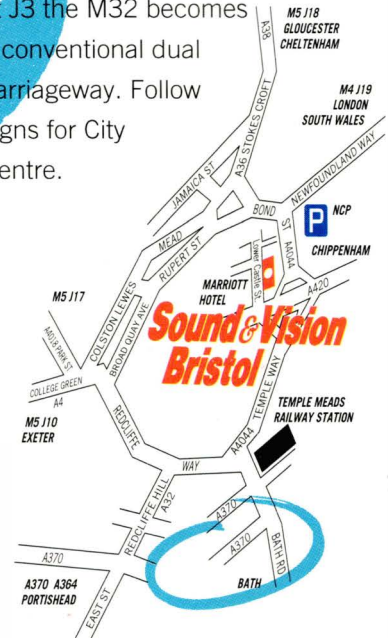 J3 the M32 becomes
conventional dual
arriageway. Follow
gns for City
entre.
M5 J18
GLOUCESTER
CHELTENHAM
A38
M4 J19
LONDON
SOUTH WALES
A36 STOKES CROFT
JAMAICA ST
NEWFOUNDLAND WAY
BOND
ST
P
NCP
A4044
CHIPPENHAM
MEAD
RUPERT ST
Lower Castle St.
MARRIOTT
HOTEL
A420
M5 J17
COLSTON LEWES
BROAD QUAY AVE
Sound & Vision
Bristol
A4018 PARK ST
COLLEGE GREEN
A4
M5 J10
EXETER
REDCLIFFE
WAY
TEMPLE WAY
A4044
TEMPLE MEADS
RAILWAY STATION
REDCLIFFE HILL
A32
A370
A370
BATH RD
BATH
A370
A370 A364
PORTISHEAD
EAST ST